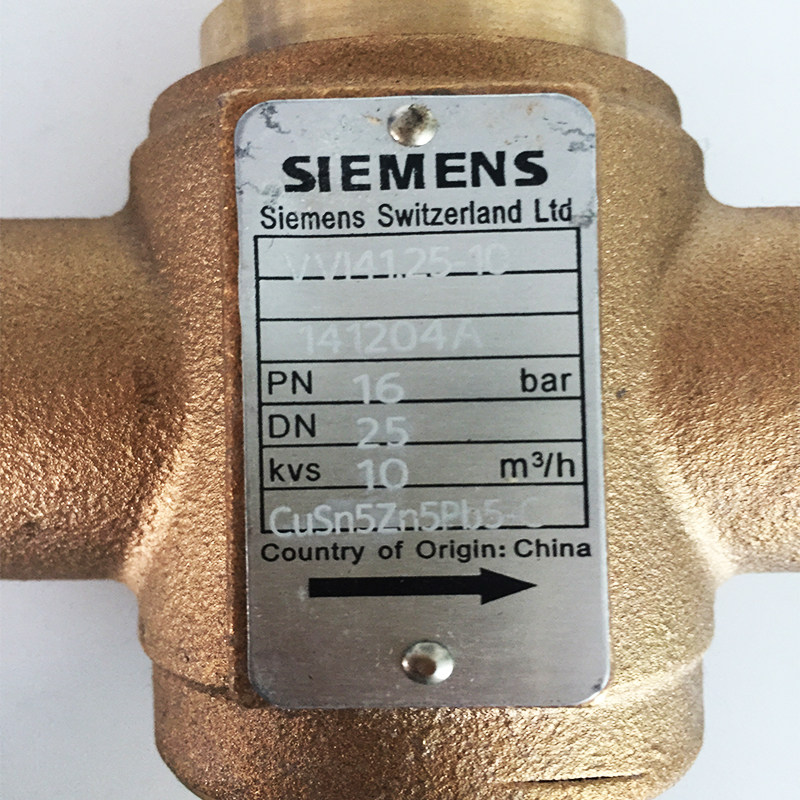 SIEMENS
Siemens Switzerland Ltd
VVI41.25-10
141204A
PN 16 bar
DN 25
kvs 10 m³/h
CuSn5Zn5Pb5-C
Country of Origin: China